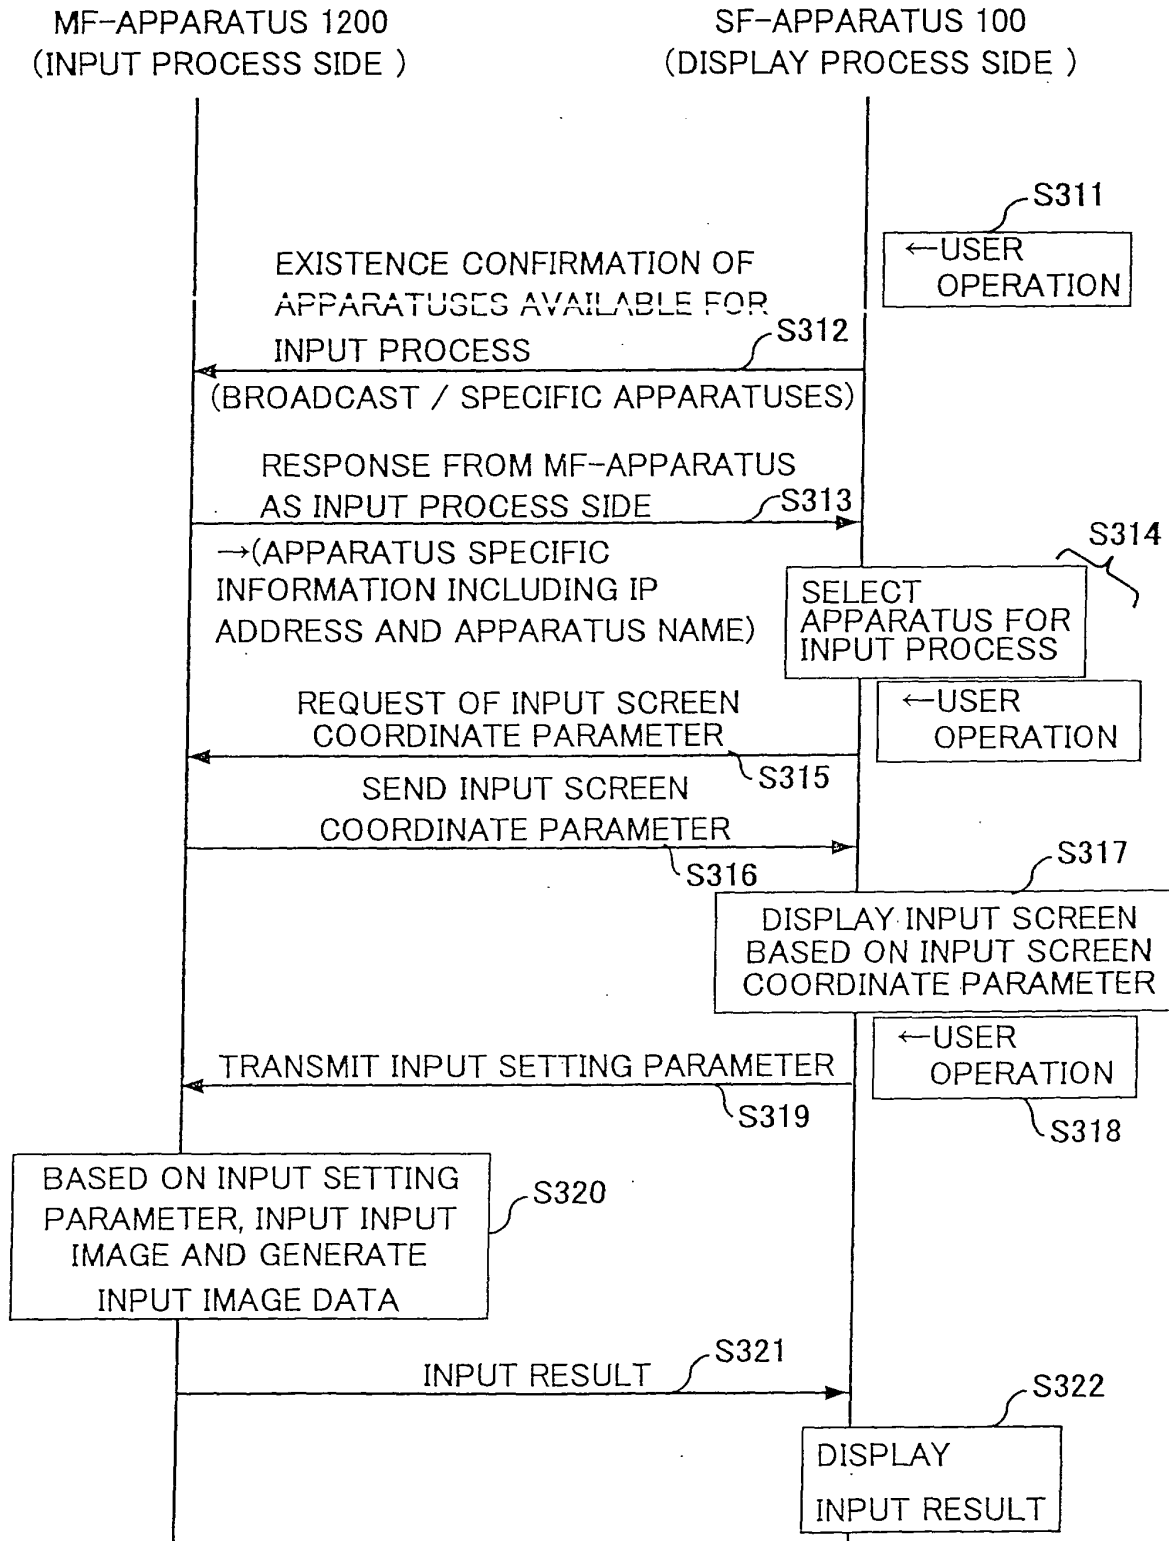 MF-APPARATUS 1200
(INPUT PROCESS SIDE )
SF-APPARATUS 100
(DISPLAY PROCESS SIDE )
S311
←USER
OPERATION
EXISTENCE CONFIRMATION OF
APPARATUSES AVAILABLE FOR
INPUT PROCESS
S312
(BROADCAST / SPECIFIC APPARATUSES)
RESPONSE FROM MF-APPARATUS
AS INPUT PROCESS SIDE
S313
→(APPARATUS SPECIFIC
INFORMATION INCLUDING IP
ADDRESS AND APPARATUS NAME)
S314
SELECT
APPARATUS FOR
INPUT PROCESS
←USER
OPERATION
REQUEST OF INPUT SCREEN
COORDINATE PARAMETER
S315
SEND INPUT SCREEN
COORDINATE PARAMETER
S316
S317
DISPLAY INPUT SCREEN
BASED ON INPUT SCREEN
COORDINATE PARAMETER
←USER
OPERATION
S318
TRANSMIT INPUT SETTING PARAMETER
S319
BASED ON INPUT SETTING
PARAMETER, INPUT INPUT
IMAGE AND GENERATE
INPUT IMAGE DATA
S320
INPUT RESULT
S321
S322
DISPLAY
INPUT RESULT